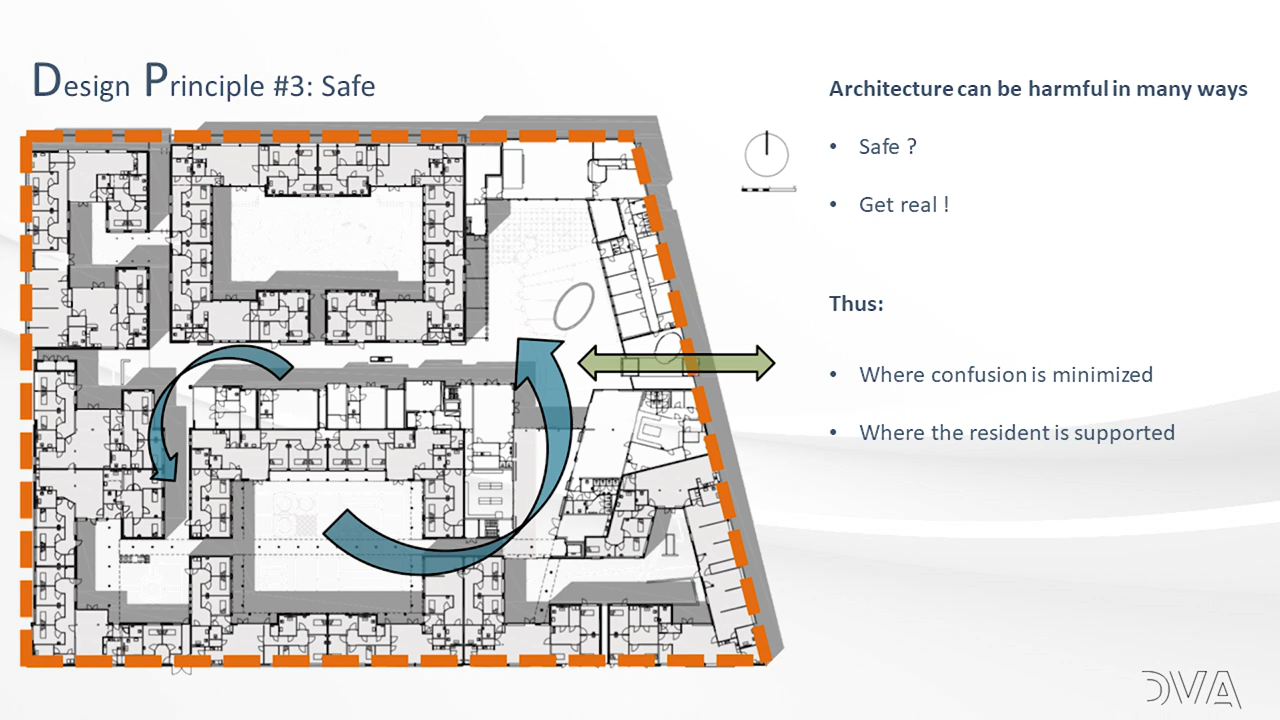 Design Principle #3: Safe
Architecture can be harmful in many ways
• Safe ?
• Get real !
Thus:
• Where confusion is minimized
• Where the resident is supported
DVA